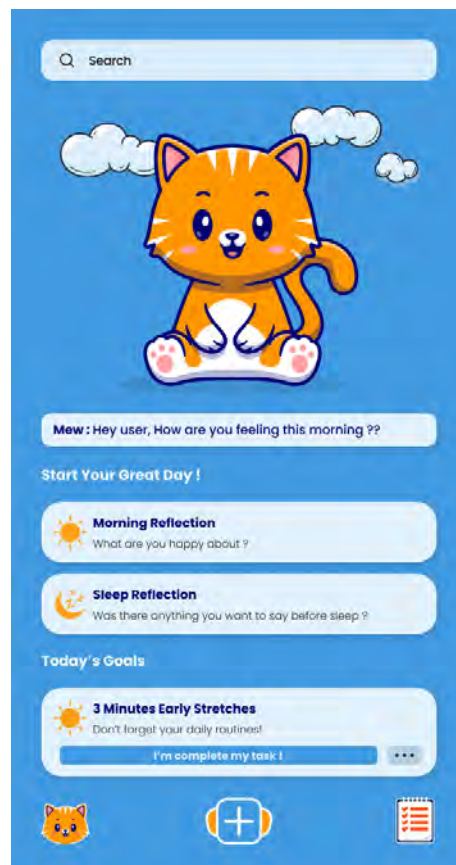 Search
Mew : Hey user, How are you feeling this morning ??
Start Your Great Day !
Morning Reflection
What are you happy about ?
Sleep Reflection
Was there anything you want to say before sleep ?
Today's Goals
3 Minutes Early Stretches
Don't forget your daily routines!
I'm complete my task !